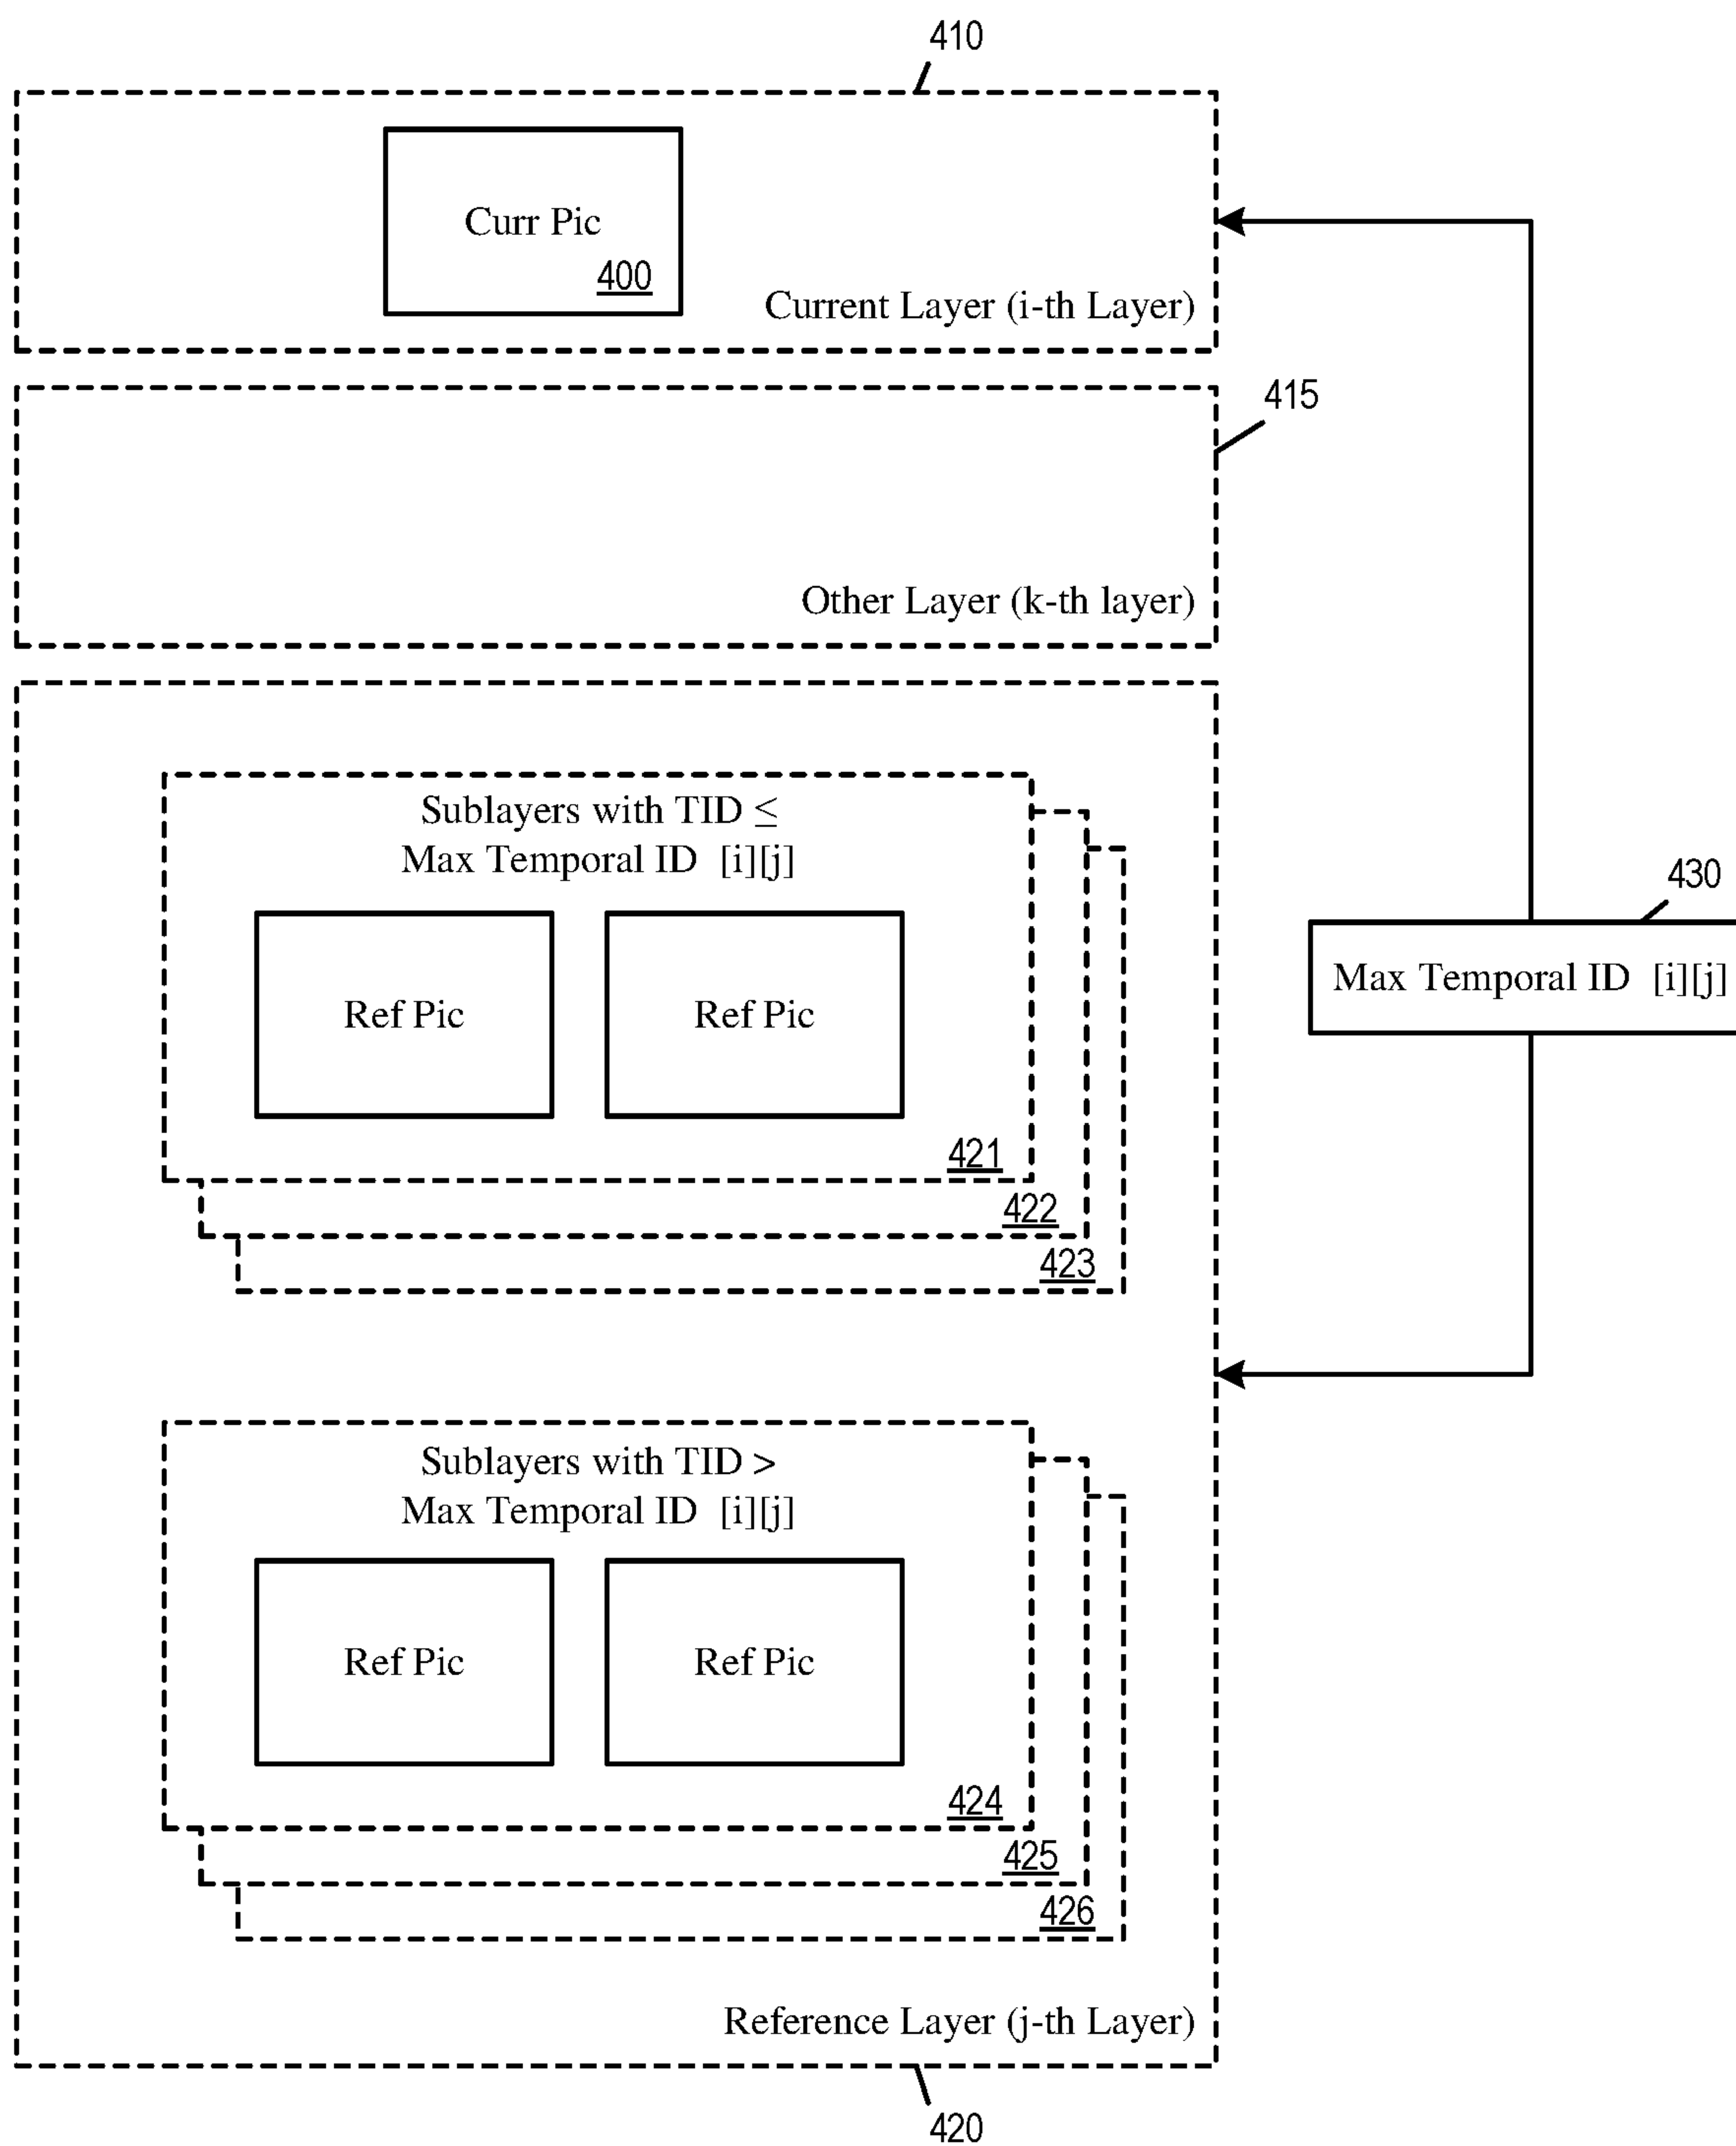 410
Curr Pic
400
Current Layer (i-th Layer)
415
Other Layer (k-th layer)
Sublayers with TID ≤
Max Temporal ID [i][j]
Ref Pic
Ref Pic
421
422
423
430
Max Temporal ID [i][j]
Sublayers with TID >
Max Temporal ID [i][j]
Ref Pic
Ref Pic
424
425
426
Reference Layer (j-th Layer)
420